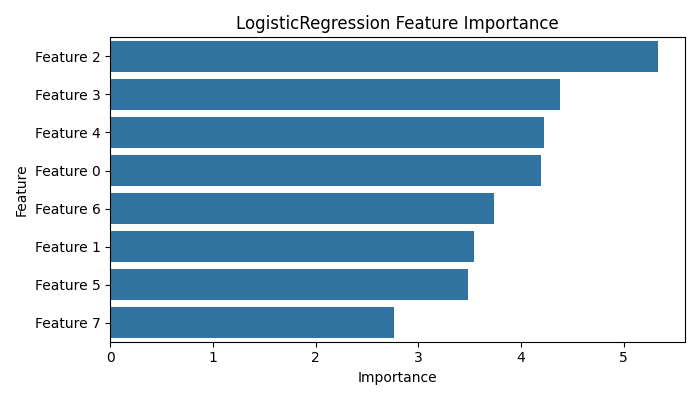 LogisticRegression Feature Importance
Feature 2
Feature 3
Feature 4
Feature 0
Feature 6
Feature 1
Feature 5
Feature 7
Feature
0 1 2 3 4 5
Importance